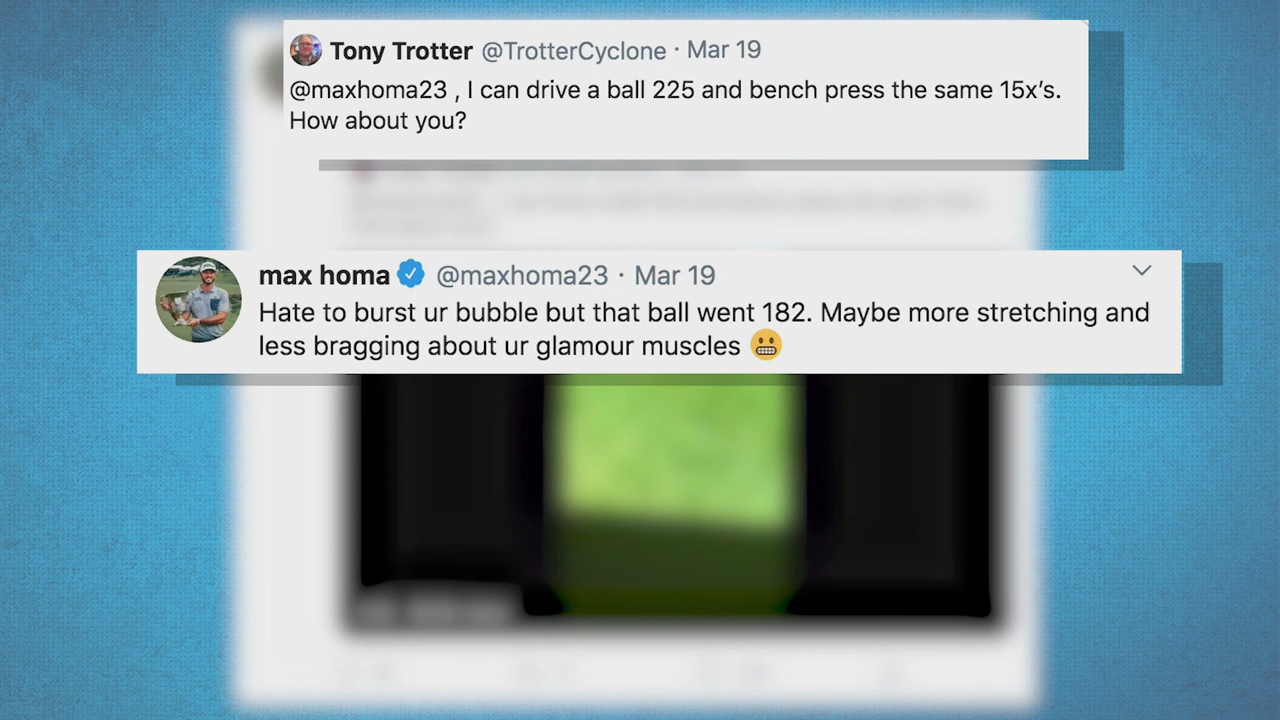 Tony Trotter @TrotterCyclone · Mar 19
@maxhoma23 , I can drive a ball 225 and bench press the same 15x's.
How about you?
max homa @maxhoma23 · Mar 19
Hate to burst ur bubble but that ball went 182. Maybe more stretching and
less bragging about ur glamour muscles 😬